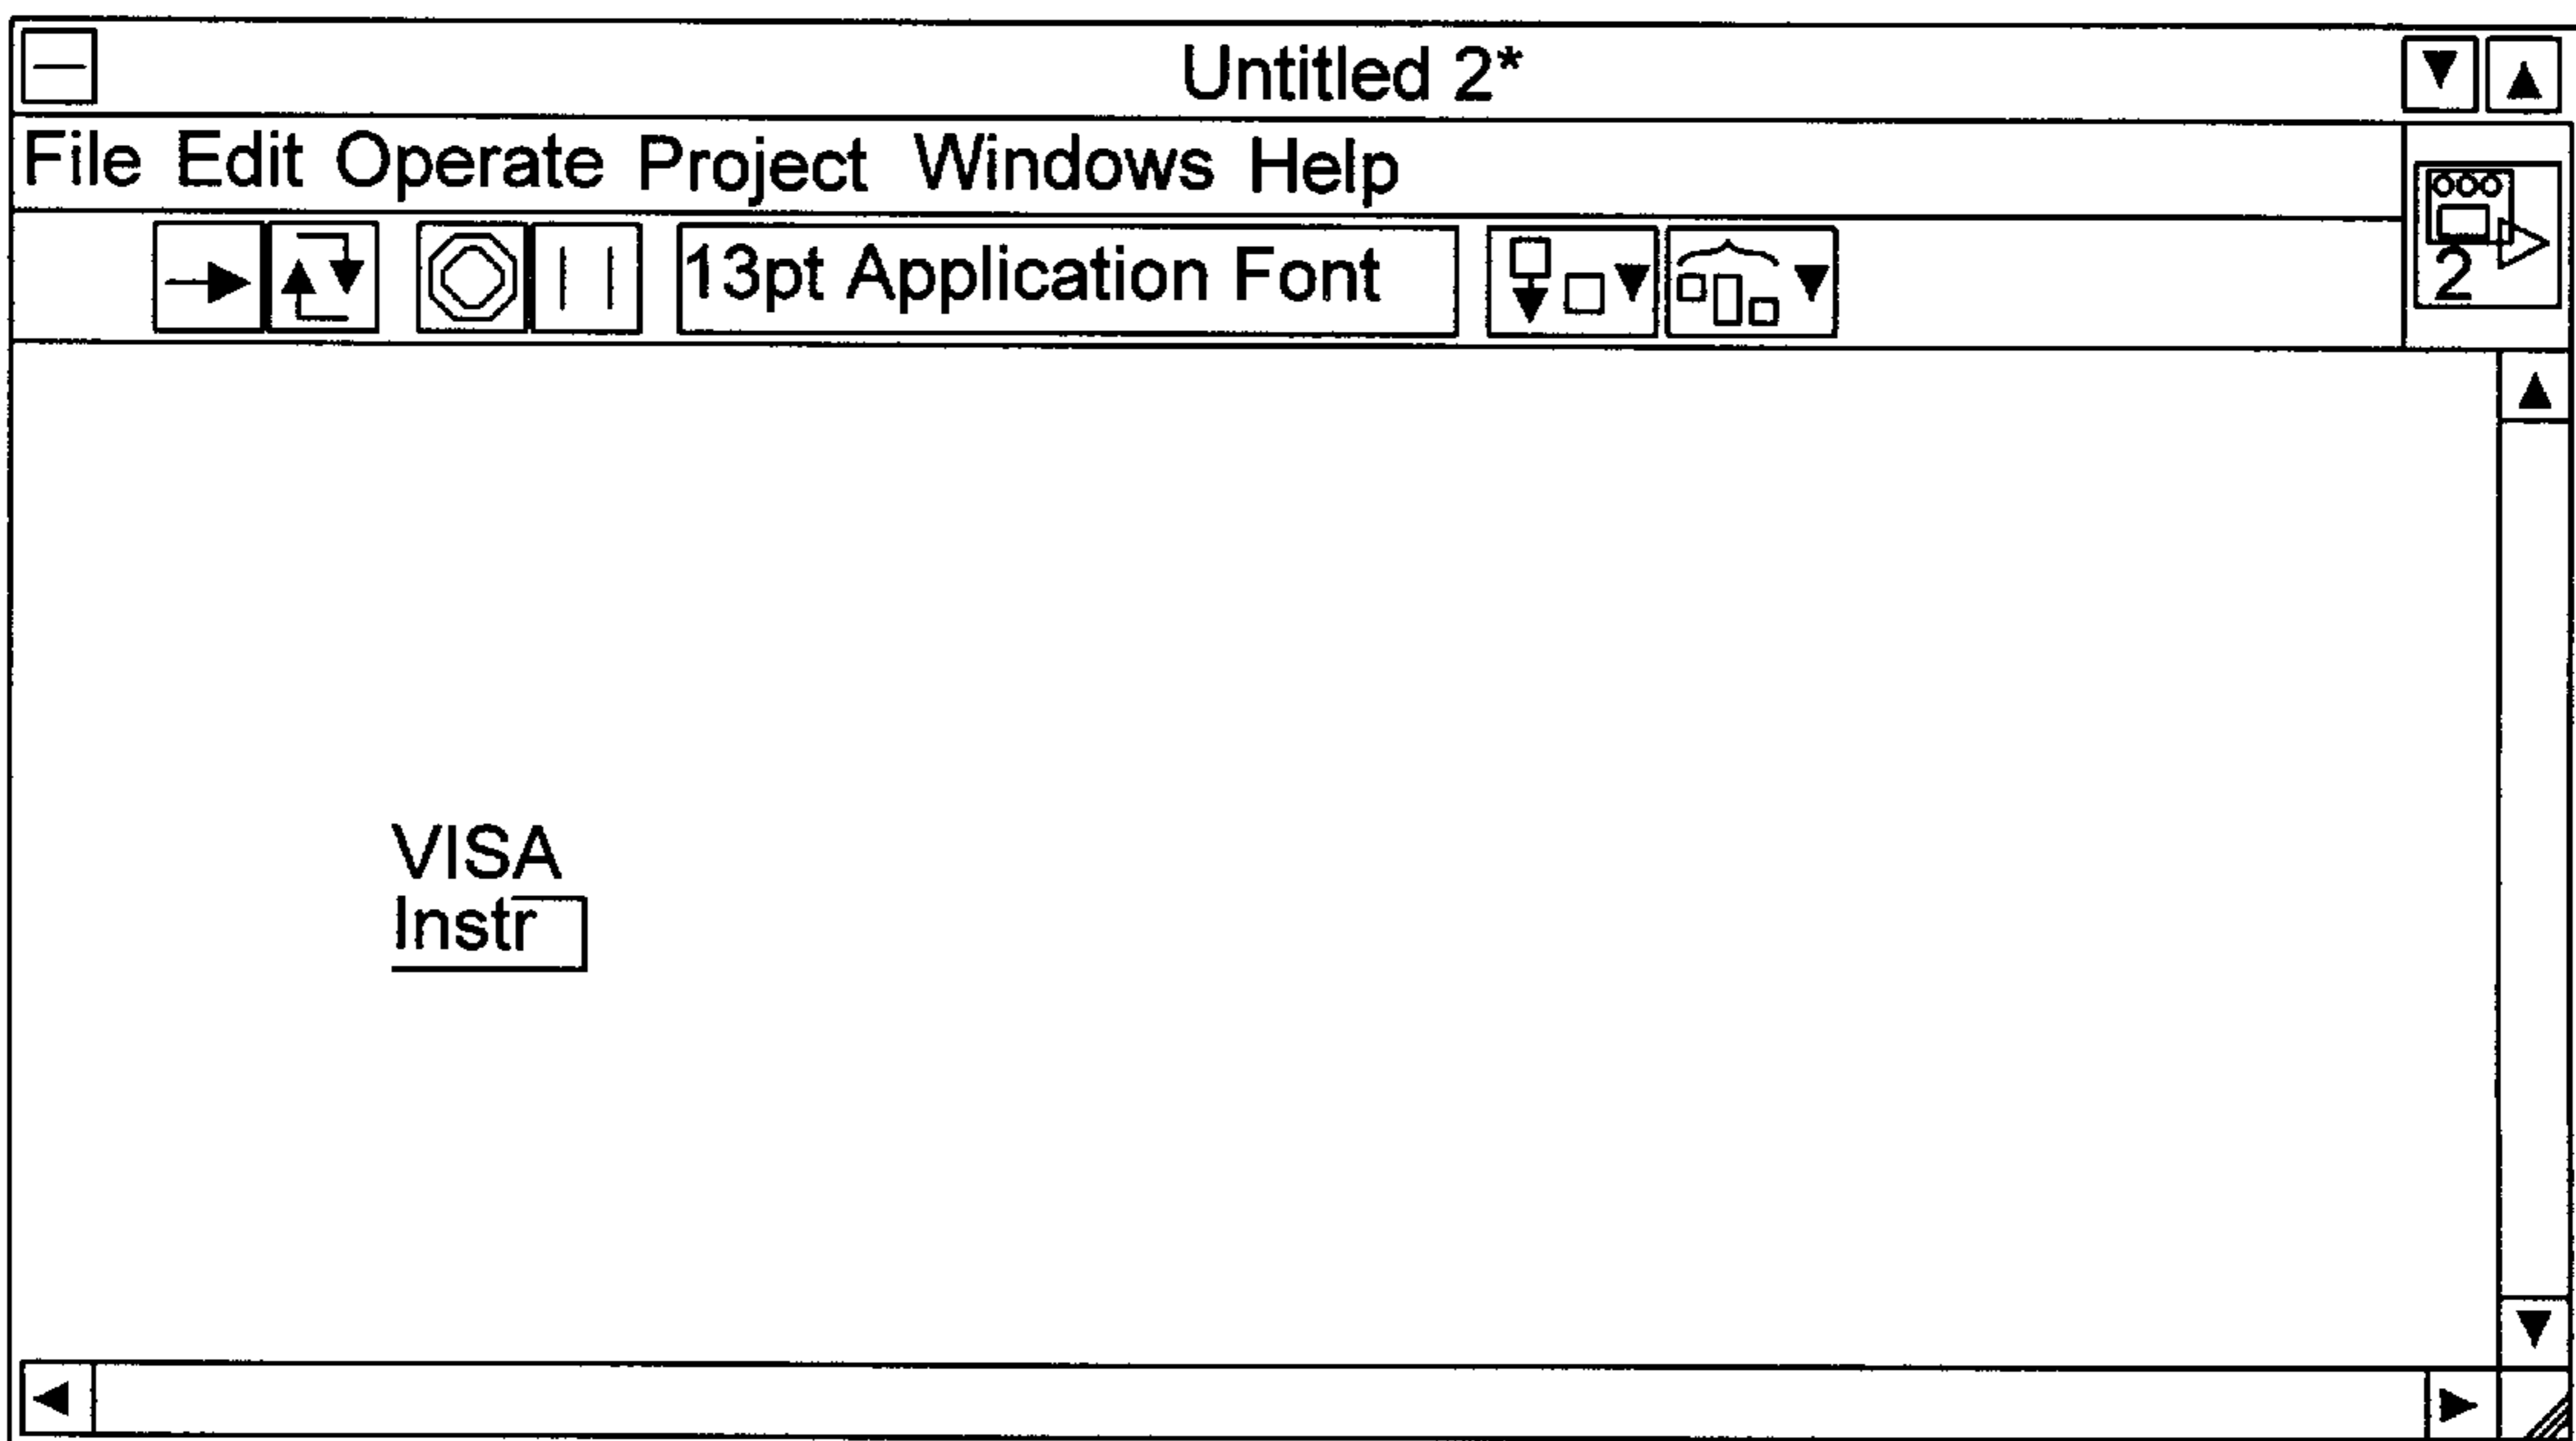 Untitled 2*
File Edit Operate Project Windows Help
13pt Application Font
2
VISA
Instr